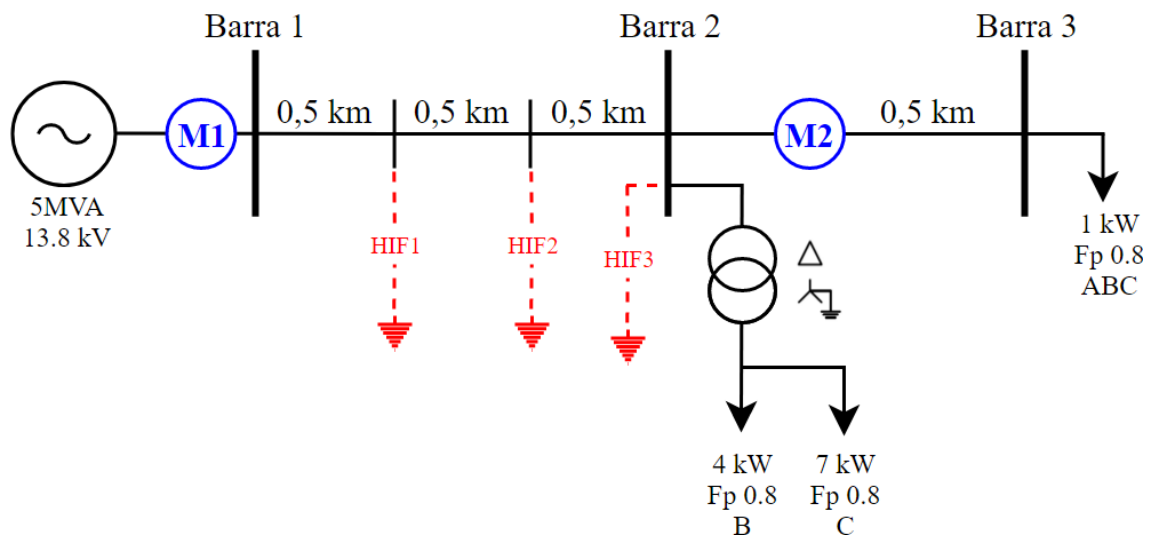 Barra 1
Barra 2
Barra 3
0,5 km
0,5 km
0,5 km
0,5 km
M1
M2
5MVA
13.8 kV
HIF1
HIF2
HIF3
1 kW
Fp 0.8
ABC
4 kW
Fp 0.8
B
7 kW
Fp 0.8
C